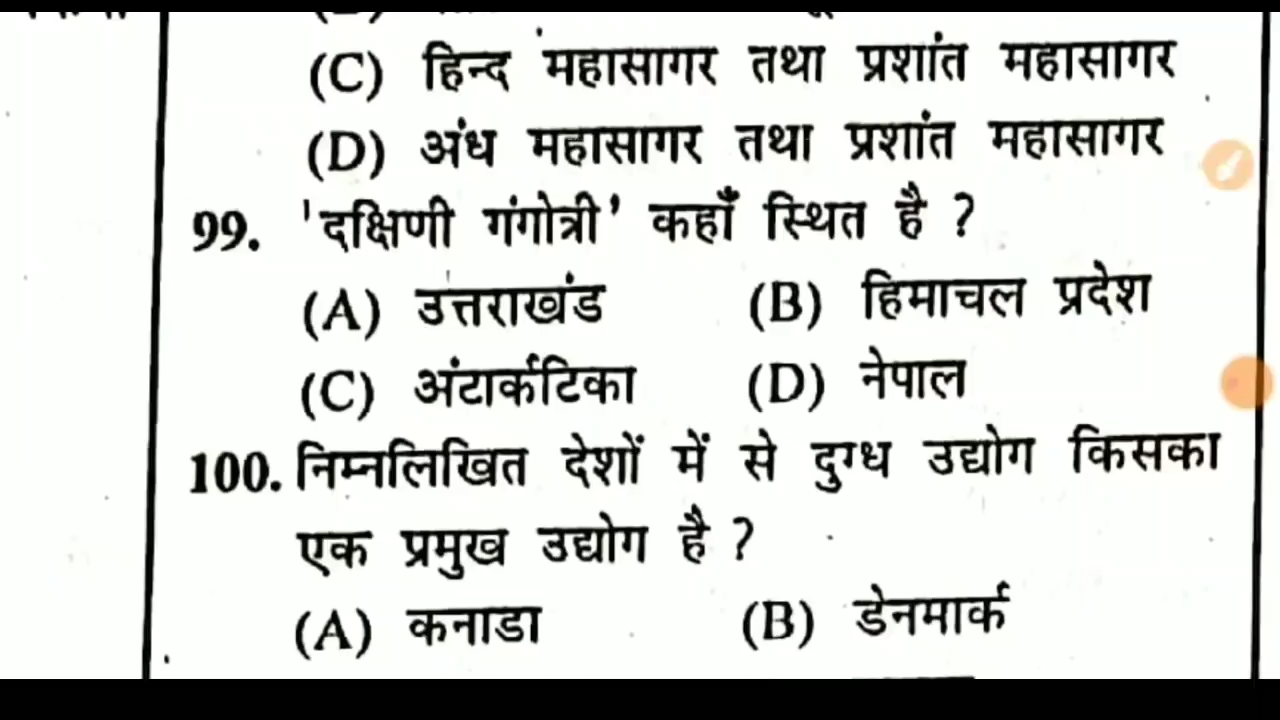 (C) हिन्द महासागर तथा प्रशांत महासागर
(D) अंध महासागर तथा प्रशांत महासागर
99. 'दक्षिणी गंगोत्री' कहाँ स्थित है ?
(A) उत्तराखंड (B) हिमाचल प्रदेश
(C) अंटार्कटिका (D) नेपाल
100. निम्नलिखित देशों में से दुग्ध उद्योग किसका
एक प्रमुख उद्योग है ?
(A) कनाडा (B) डेनमार्क